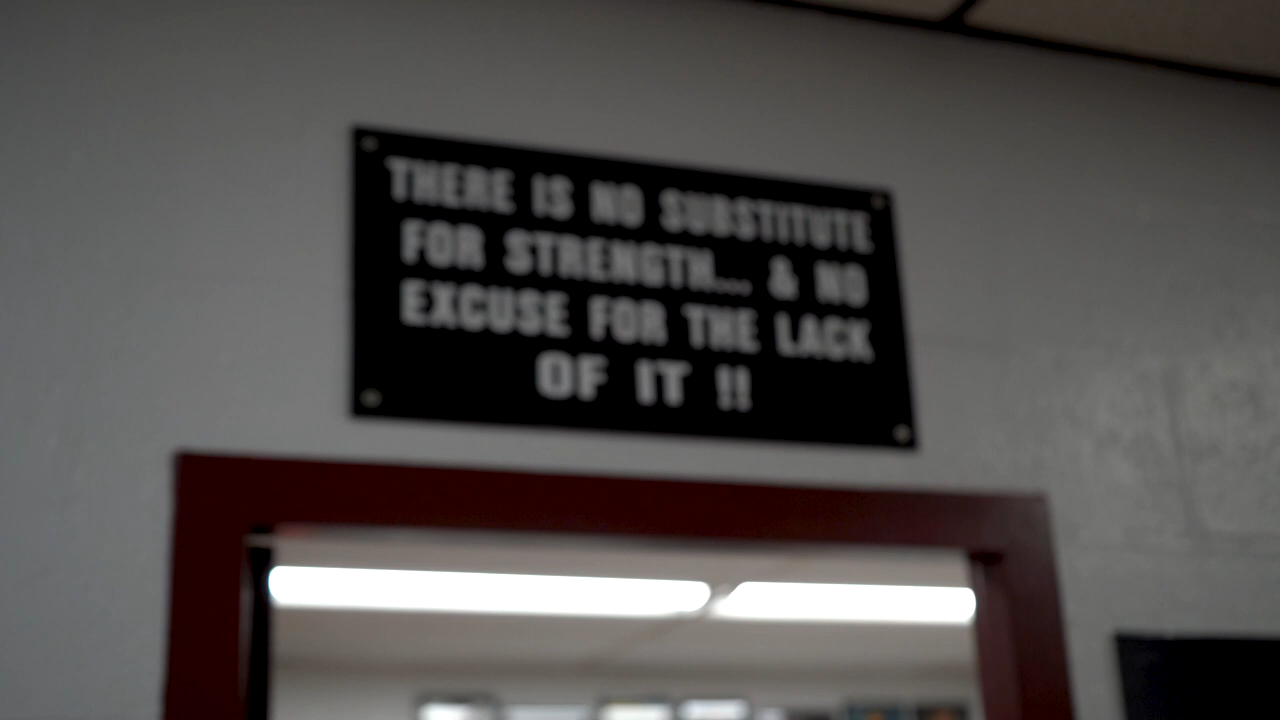 THERE IS NO SUBSTITUTE
FOR STRENGTH... & NO
EXCUSE FOR THE LACK
OF IT !!